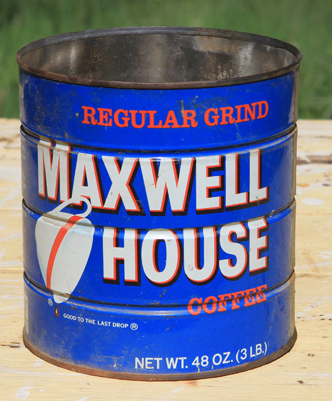 REGULAR GRIND
MAXWELL
HOUSE
®
COFFEE
GOOD TO THE LAST DROP ®
NET WT. 48 OZ. (3 LB.)